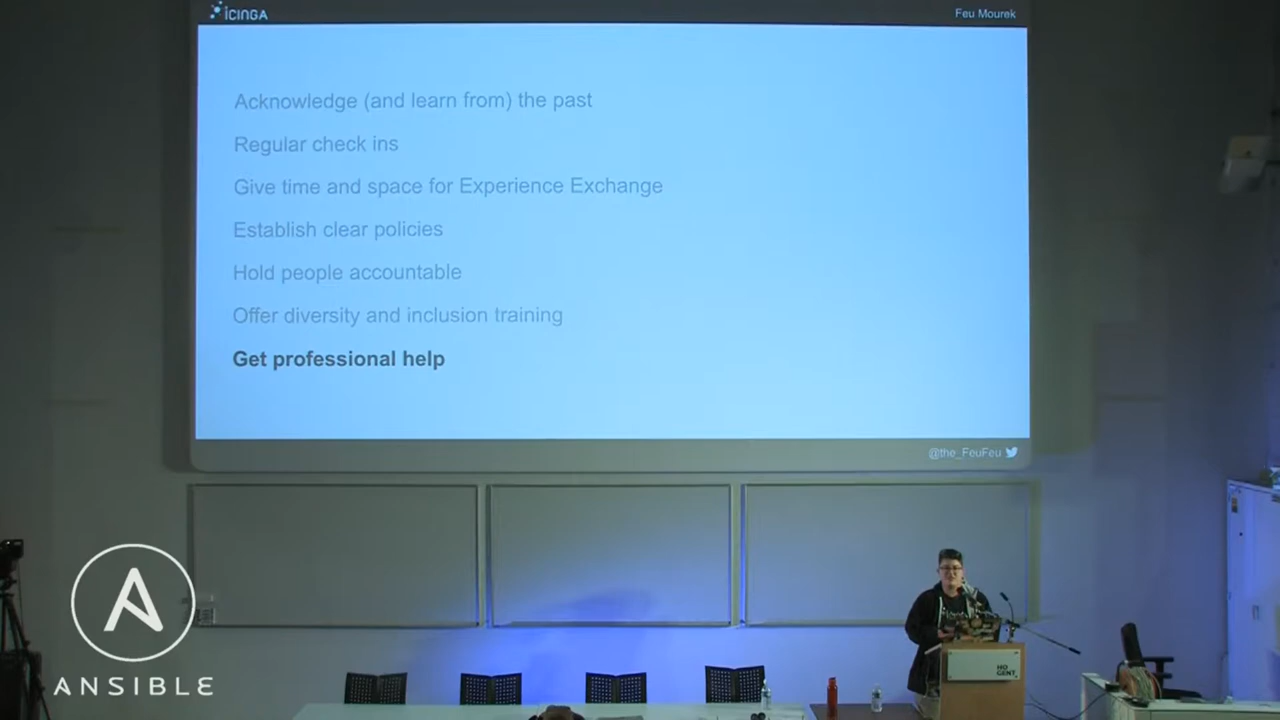 iCINGA
Feu Mourek
Acknowledge (and learn from) the past
Regular check ins
Give time and space for Experience Exchange
Establish clear policies
Hold people accountable
Offer diversity and inclusion training
Get professional help
@the_FeuFeu
HO
GENT
ANSIBLE